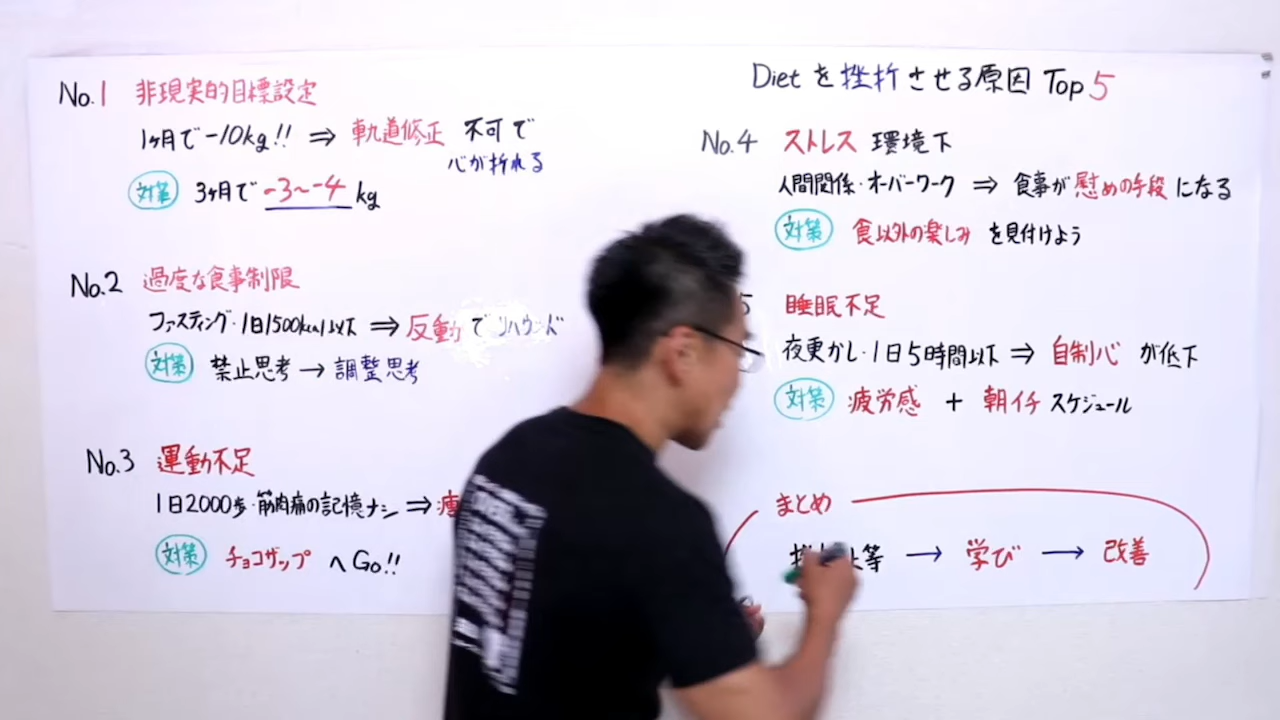 Dietを挫折させる原因 Top5
No.1 非現実的目標設定
1ヶ月で-10kg!! ⇒ 軌道修正 不可で
心が折れる
対策 3ヶ月で -3〜-4 kg
No.2 過度な食事制限
ファスティング・1日1500kcal以下 ⇒ 反動でリバウンド
対策 禁止思考→調整思考
No.3 運動不足
1日2000歩・筋肉痛の記憶ナシ ⇒
対策 チョコザップ へGo!!
No.4 ストレス環境下
人間関係・オーバーワーク ⇒ 食事が慰めの手段になる
対策 食以外の楽しみを見付けよう
5 睡眠不足
夜更かし・1日5時間以下 ⇒ 自制心が低下
対策 疲労感 + 朝イチスケジュール
まとめ
等 → 学び → 改善